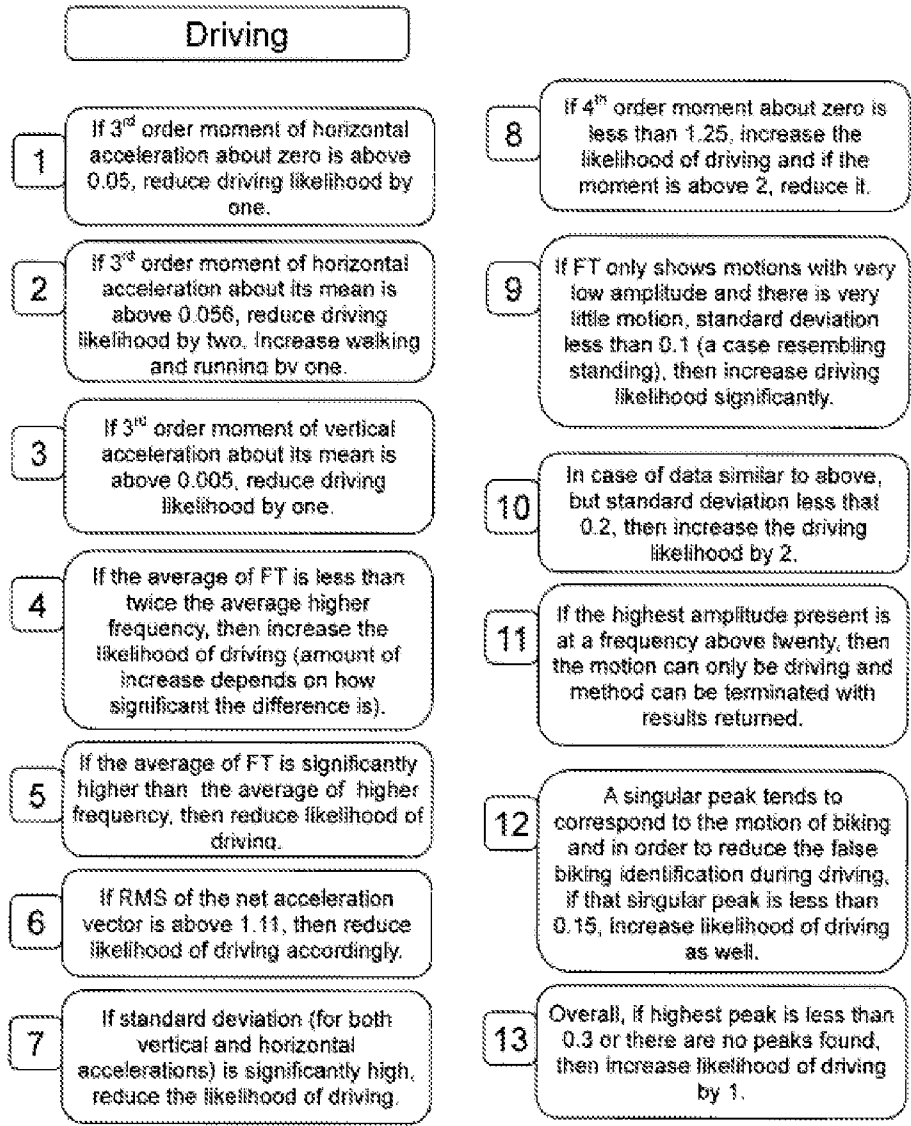 Driving
1
If 3rd order moment of horizontal
acceleration about zero is above
0.05, reduce driving likelihood by
one.
2
If 3rd order moment of horizontal
acceleration about its mean is
above 0.056, reduce driving
likelihood by two. Increase walking
and running by one.
3
If 3rd order moment of vertical
acceleration about its mean is
above 0.005, reduce driving
likelihood by one.
4
If the average of FT is less than
twice the average higher
frequency, then increase the
likelihood of driving (amount of
increase depends on how
significant the difference is).
5
If the average of FT is significantly
higher than the average of higher
frequency, then reduce likelihood of
driving.
6
If RMS of the net acceleration
vector is above 1.11, then reduce
likelihood of driving accordingly.
7
If standard deviation (for both
vertical and horizontal
accelerations) is significantly high,
reduce the likelihood of driving.
8
If 4th order moment about zero is
less than 1.25, increase the
likelihood of driving and if the
moment is above 2, reduce it.
9
If FT only shows motions with very
low amplitude and there is very
little motion, standard deviation
less than 0.1 (a case resembling
standing), then increase driving
likelihood significantly.
10
In case of data similar to above,
but standard deviation less that
0.2, then increase the driving
likelihood by 2.
11
If the highest amplitude present is
at a frequency above twenty, then
the motion can only be driving and
method can be terminated with
results returned.
12
A singular peak tends to
correspond to the motion of biking
and in order to reduce the false
biking identification during driving,
if that singular peak is less than
0.15, increase likelihood of driving
as well.
13
Overall, if highest peak is less than
0.3 or there are no peaks found,
then increase likelihood of driving
by 1.